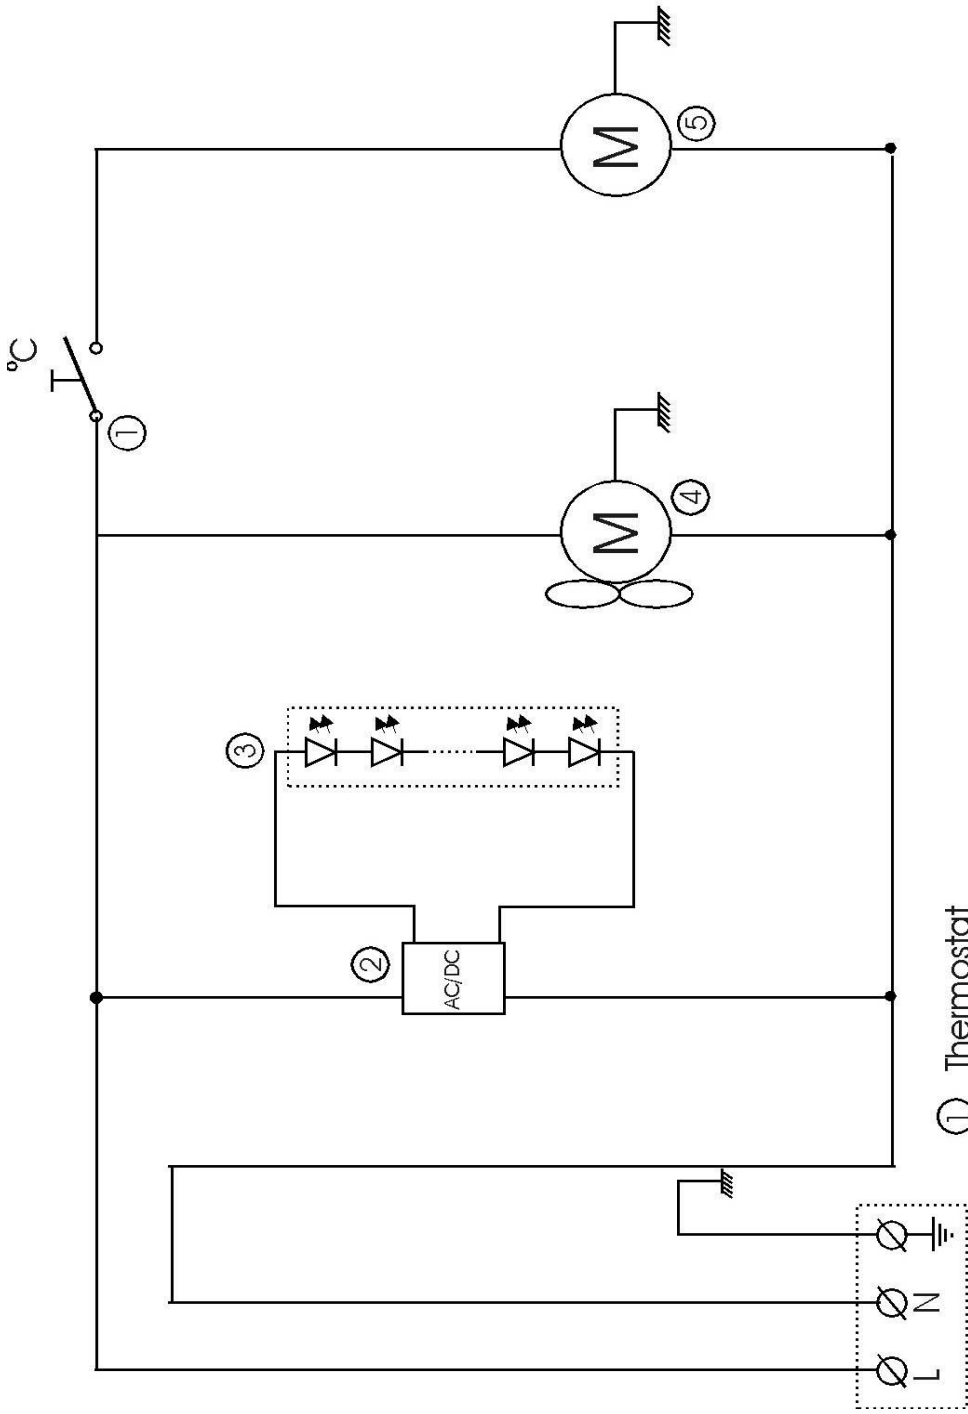 °C
①
M
⑤
M
④
③
②
AC/DC
L
N
① Thermostat